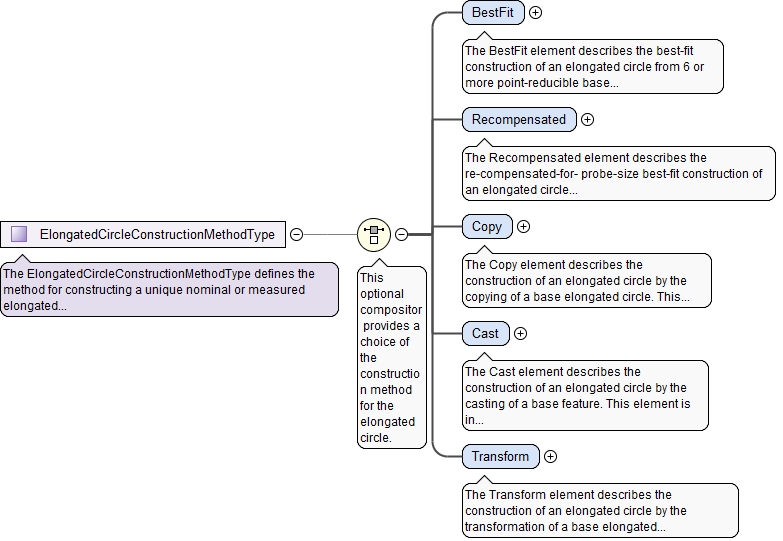 BestFit
The BestFit element describes the best-fit
construction of an elongated circle from 6 or
more point-reducible base...
Recompensated
The Recompensated element describes the
re-compensated-for- probe-size best-fit construction of
an elongated circle...
ElongatedCircleConstructionMethodType
The ElongatedCircleConstructionMethodType defines the
method for constructing a unique nominal or measured
elongated...
This
optional
compositor
provides a
choice of
the
constructio
n method
for the
elongated
circle.
Copy
The Copy element describes the
construction of an elongated circle by the
copying of a base elongated circle. This...
Cast
The Cast element describes the
construction of an elongated circle by the
casting of a base feature. This element is
in...
Transform
The Transform element describes the
construction of an elongated circle by the
transformation of a base elongated...